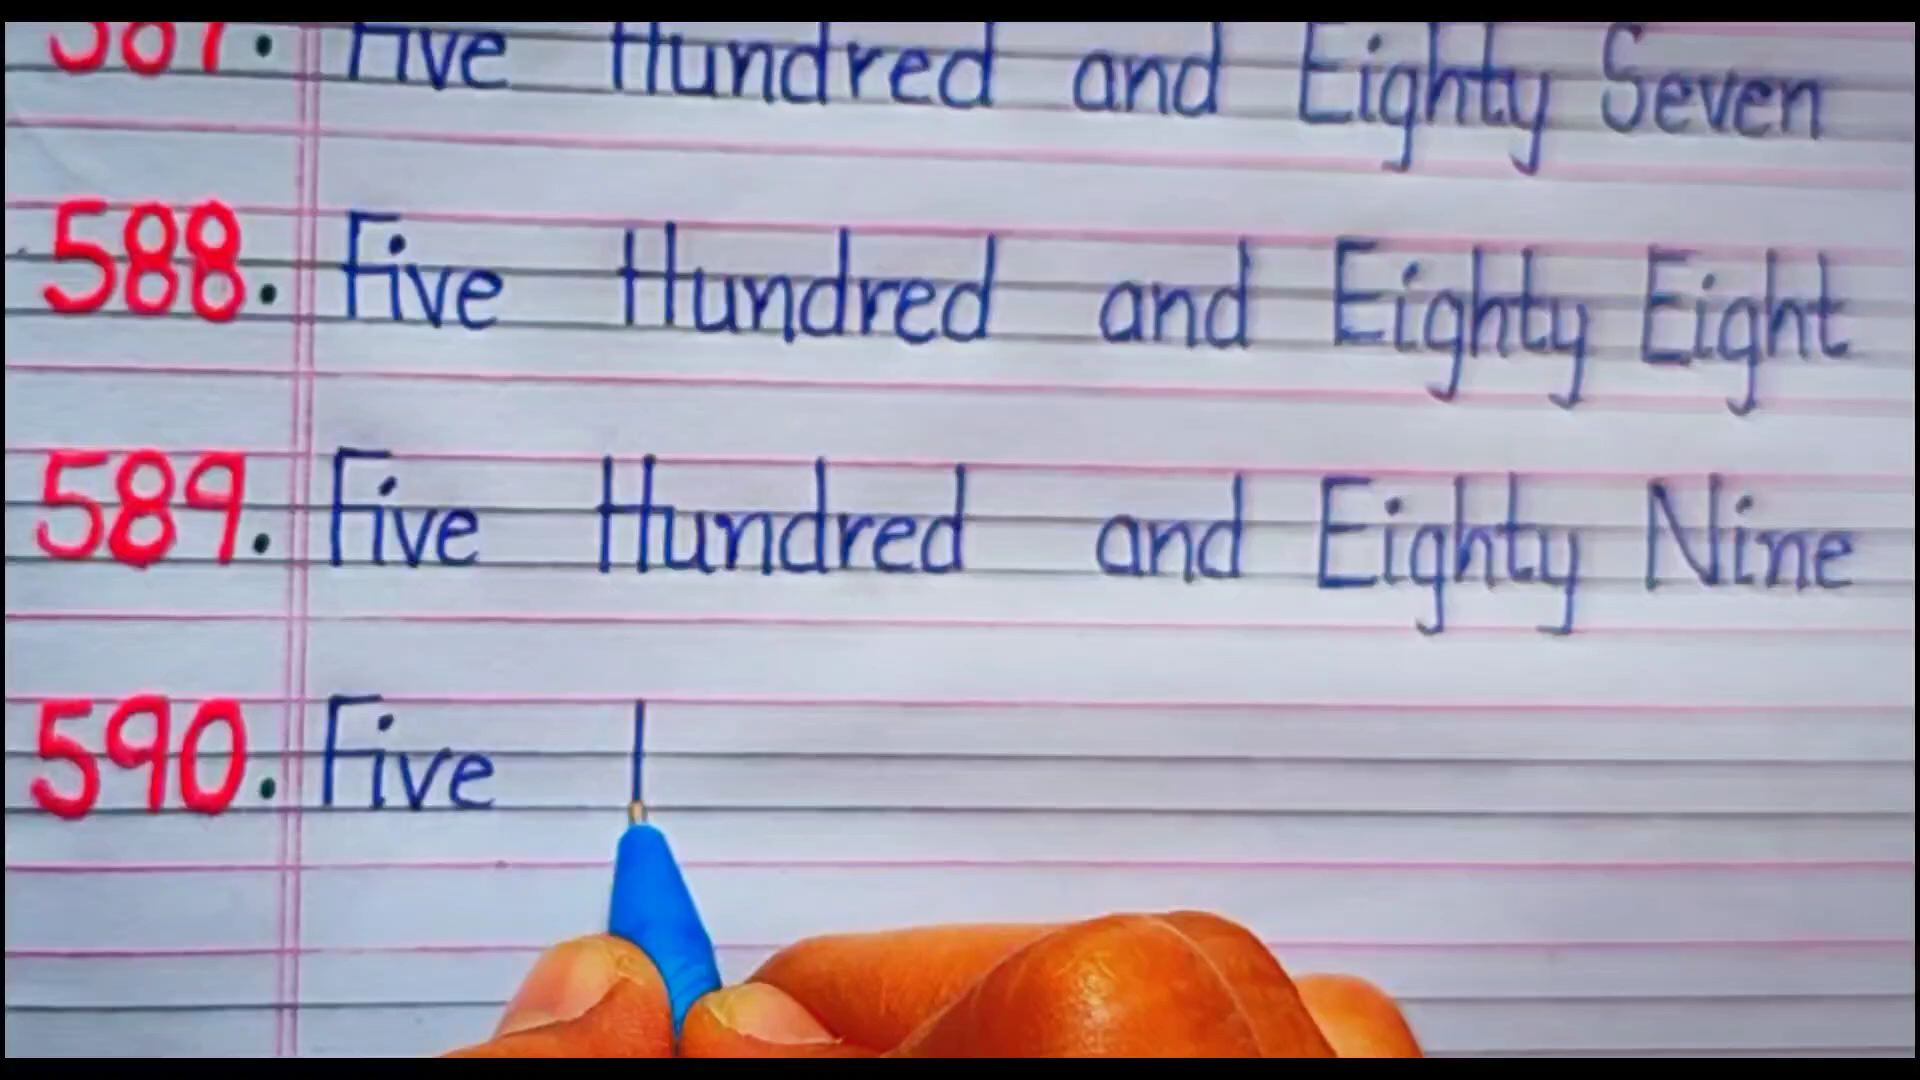 587. Five Hundred and Eighty Seven
588. Five Hundred and Eighty Eight
589. Five Hundred and Eighty Nine
590. Five